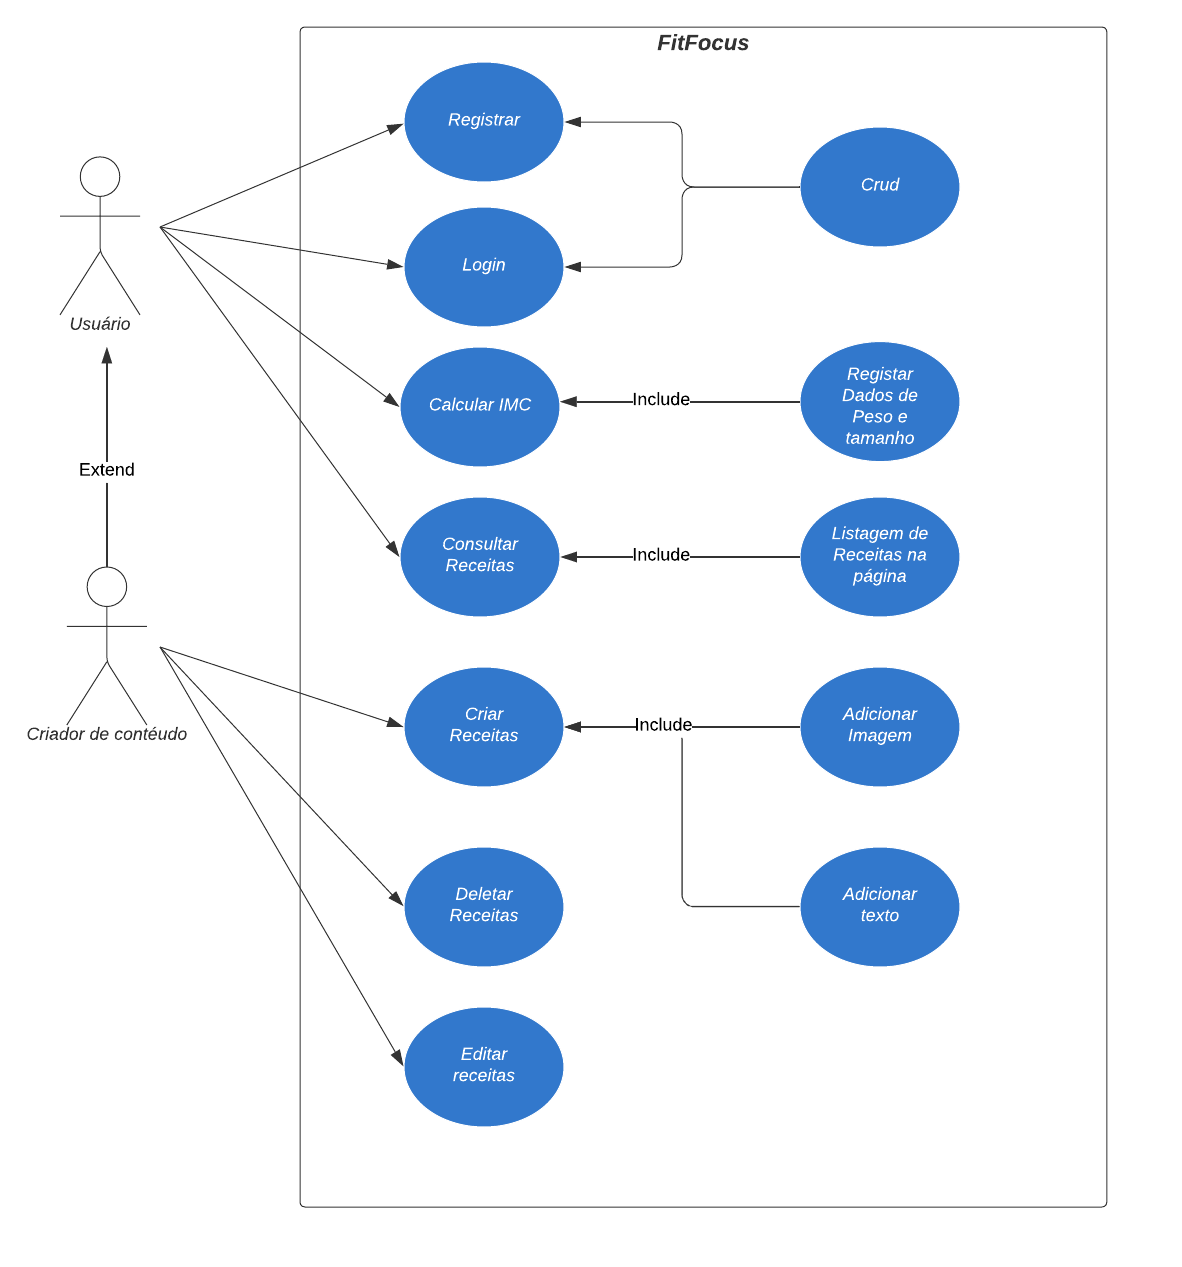 FitFocus
Registrar
Crud
Login
Usuário
Calcular IMC
Include
Registar
Dados de
Peso e
tamanho
Extend
Consultar
Receitas
Include
Listagem de
Receitas na
página
Criador de contéudo
Criar
Receitas
Include
Adicionar
Imagem
Deletar
Receitas
Adicionar
texto
Editar
receitas